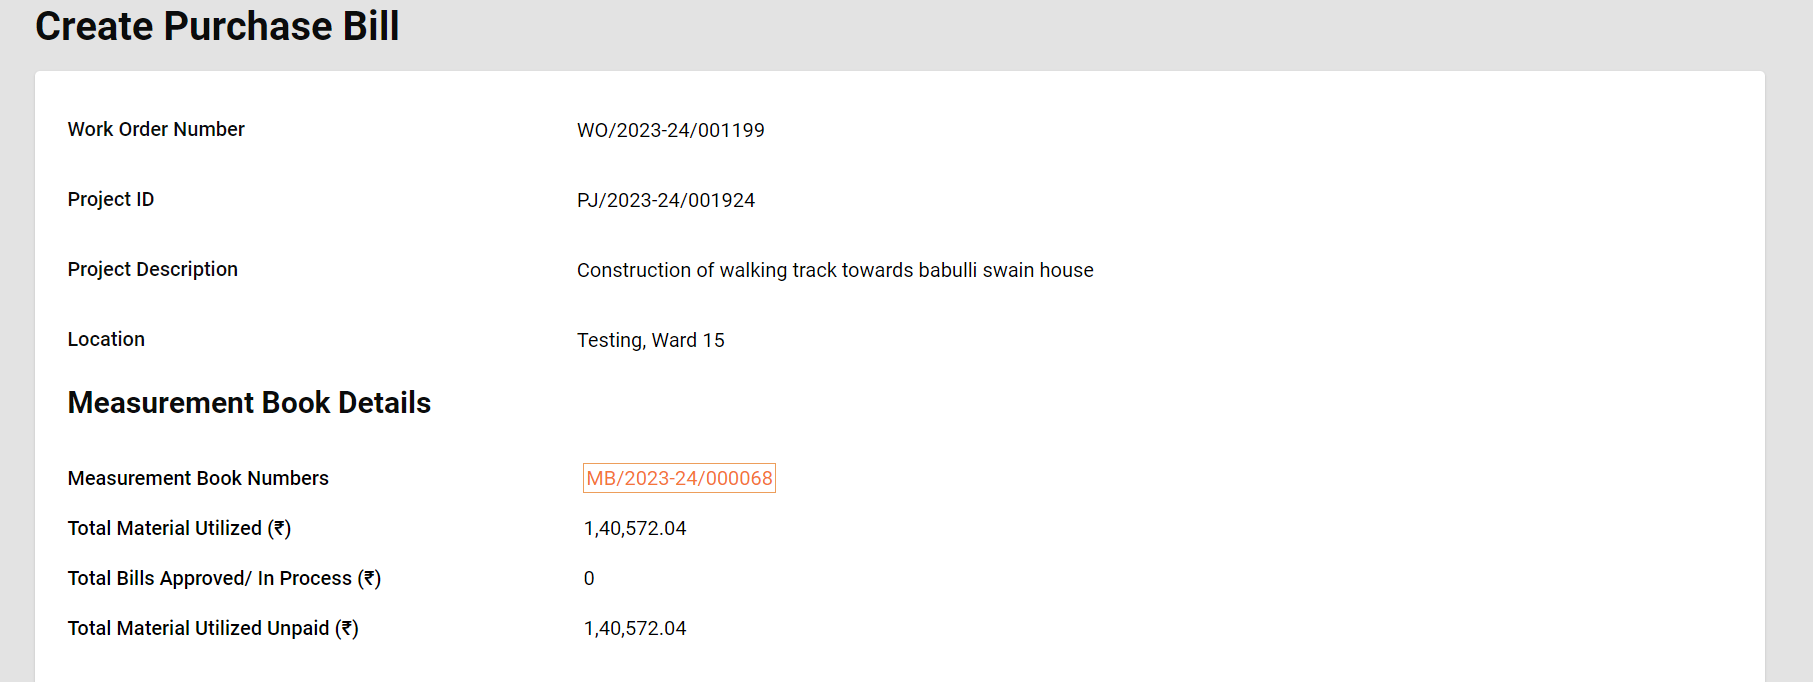 Create Purchase Bill
Work Order Number WO/2023-24/001199
Project ID PJ/2023-24/001924
Project Description Construction of walking track towards babulli swain house
Location Testing, Ward 15
Measurement Book Details
Measurement Book Numbers MB/2023-24/000068
Total Material Utilized (₹) 1,40,572.04
Total Bills Approved/ In Process (₹) 0
Total Material Utilized Unpaid (₹) 1,40,572.04